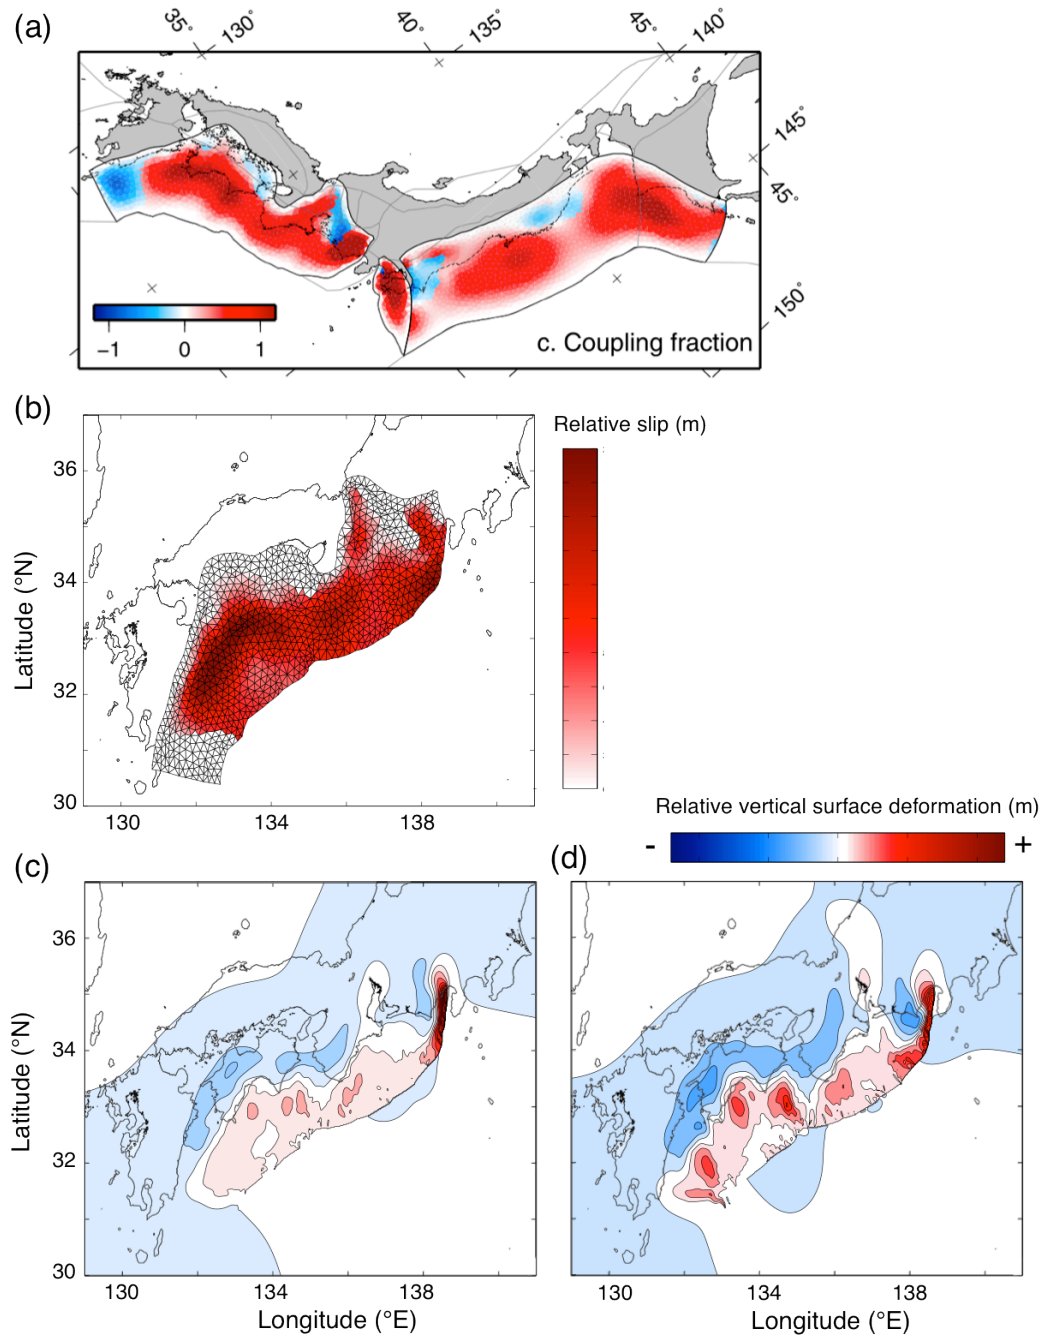 (a)
35° 130° 40° 135° 45° 140°
145°
45°
150°
−1 0 1
c. Coupling fraction
(b)
Relative slip (m)
36
34
32
30
Latitude (°N)
130 134 138
Relative vertical surface deformation (m)
- +
(c) (d)
36
34
32
30
Latitude (°N)
130 134 138 130 134 138
Longitude (°E) Longitude (°E)